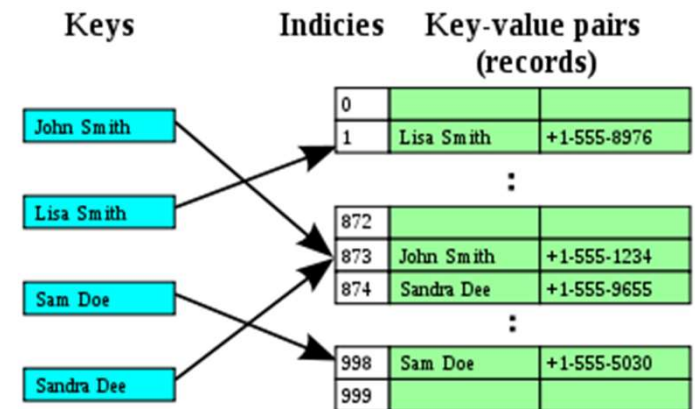 Keys
Indicies
Key-value pairs
(records)
John Smith
Lisa Smith
Sam Doe
Sandra Dee
0
1 Lisa Smith +1-555-8976
:
872
873 John Smith +1-555-1234
874 Sandra Dee +1-555-9655
:
998 Sam Doe +1-555-5030
999